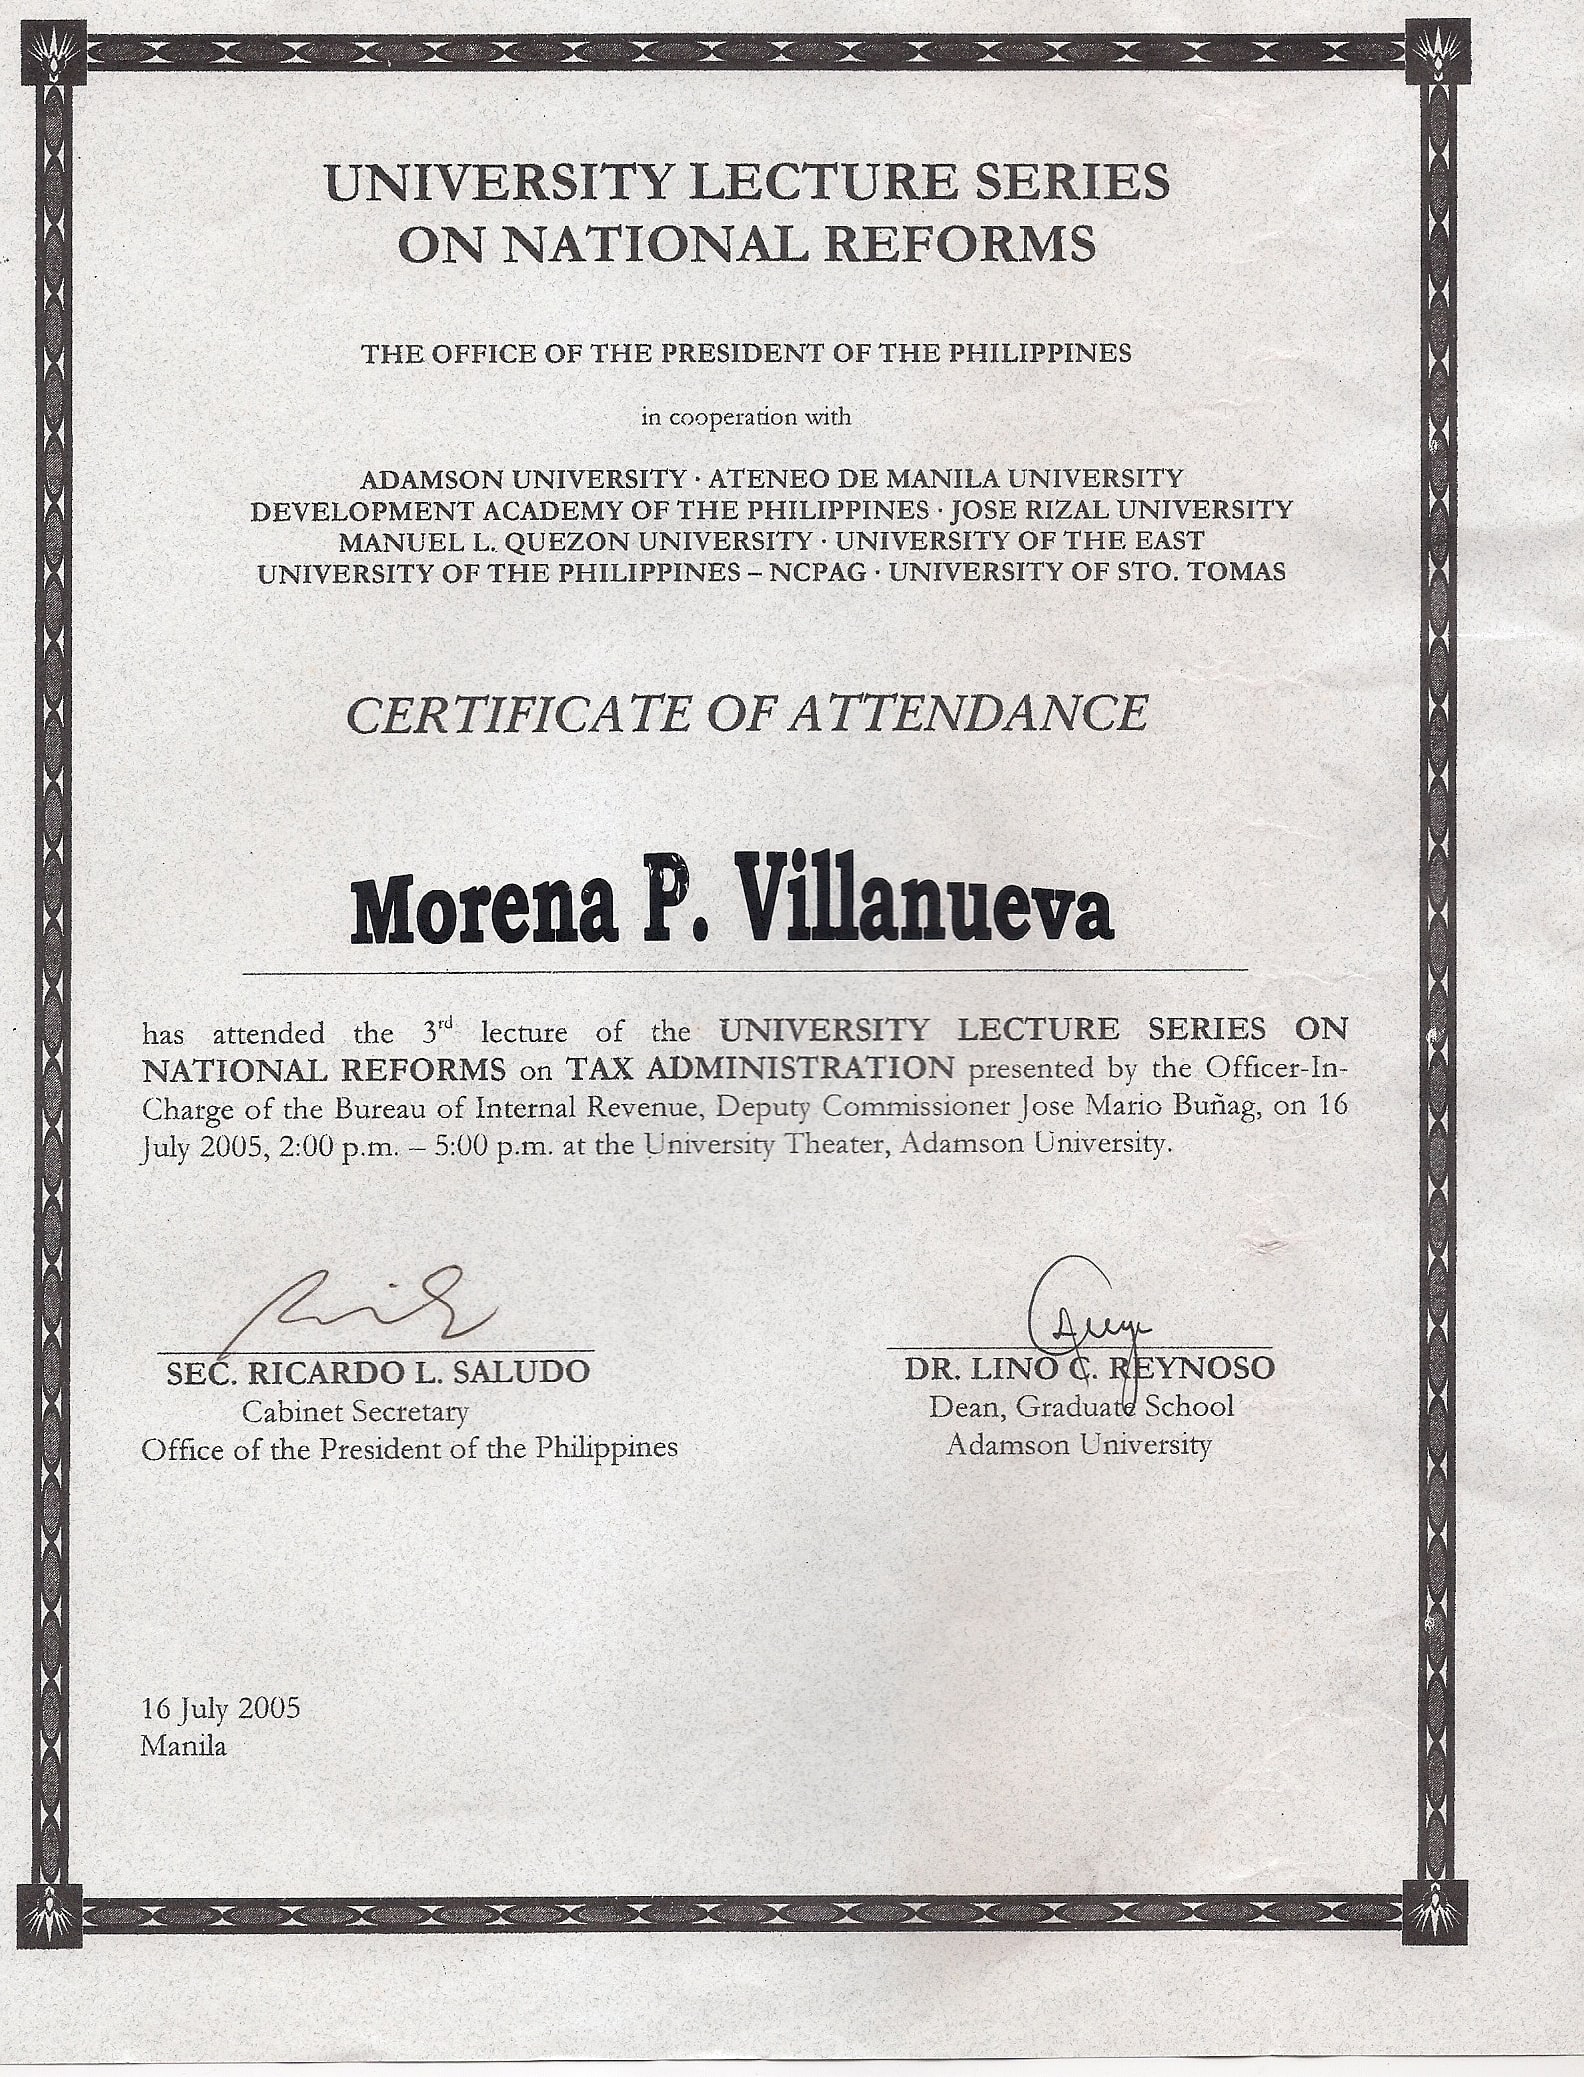 UNIVERSITY LECTURE SERIES
ON NATIONAL REFORMS
THE OFFICE OF THE PRESIDENT OF THE PHILIPPINES
in cooperation with
ADAMSON UNIVERSITY · ATENEO DE MANILA UNIVERSITY
DEVELOPMENT ACADEMY OF THE PHILIPPINES · JOSE RIZAL UNIVERSITY
MANUEL L. QUEZON UNIVERSITY · UNIVERSITY OF THE EAST
UNIVERSITY OF THE PHILIPPINES – NCPAG · UNIVERSITY OF STO. TOMAS
CERTIFICATE OF ATTENDANCE
Morena P. Villanueva
has attended the 3rd lecture of the UNIVERSITY LECTURE SERIES ON
NATIONAL REFORMS on TAX ADMINISTRATION presented by the Officer-In-
Charge of the Bureau of Internal Revenue, Deputy Commissioner Jose Mario Buñag, on 16
July 2005, 2:00 p.m. – 5:00 p.m. at the University Theater, Adamson University.
SEC. RICARDO L. SALUDO
Cabinet Secretary
Office of the President of the Philippines
DR. LINO C. REYNOSO
Dean, Graduate School
Adamson University
16 July 2005
Manila